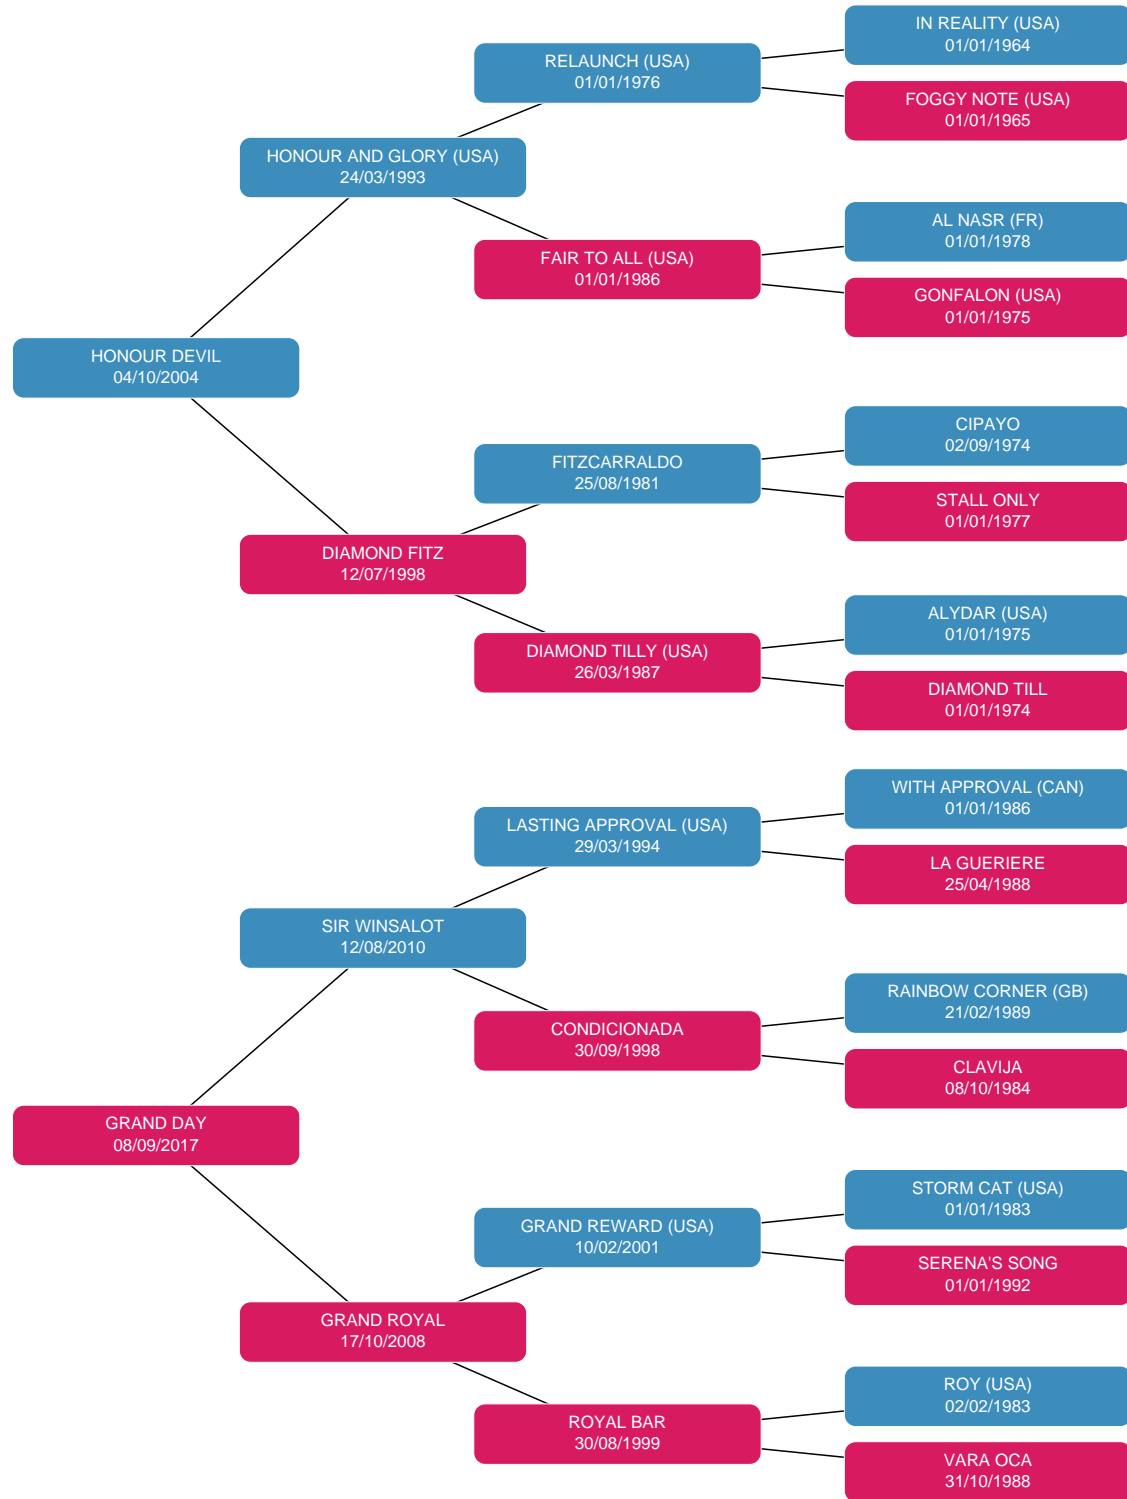 IN REALITY (USA)
01/01/1964
RELAUNCH (USA)
01/01/1976
FOGGY NOTE (USA)
01/01/1965
HONOUR AND GLORY (USA)
24/03/1993
AL NASR (FR)
01/01/1978
FAIR TO ALL (USA)
01/01/1986
GONFALON (USA)
01/01/1975
HONOUR DEVIL
04/10/2004
CIPAYO
02/09/1974
FITZCARRALDO
25/08/1981
STALL ONLY
01/01/1977
DIAMOND FITZ
12/07/1998
ALYDAR (USA)
01/01/1975
DIAMOND TILLY (USA)
26/03/1987
DIAMOND TILL
01/01/1974
WITH APPROVAL (CAN)
01/01/1986
LASTING APPROVAL (USA)
29/03/1994
LA GUERIERE
25/04/1988
SIR WINSALOT
12/08/2010
RAINBOW CORNER (GB)
21/02/1989
CONDICIONADA
30/09/1998
CLAVIJA
08/10/1984
GRAND DAY
08/09/2017
STORM CAT (USA)
01/01/1983
GRAND REWARD (USA)
10/02/2001
SERENA'S SONG
01/01/1992
GRAND ROYAL
17/10/2008
ROY (USA)
02/02/1983
ROYAL BAR
30/08/1999
VARA OCA
31/10/1988